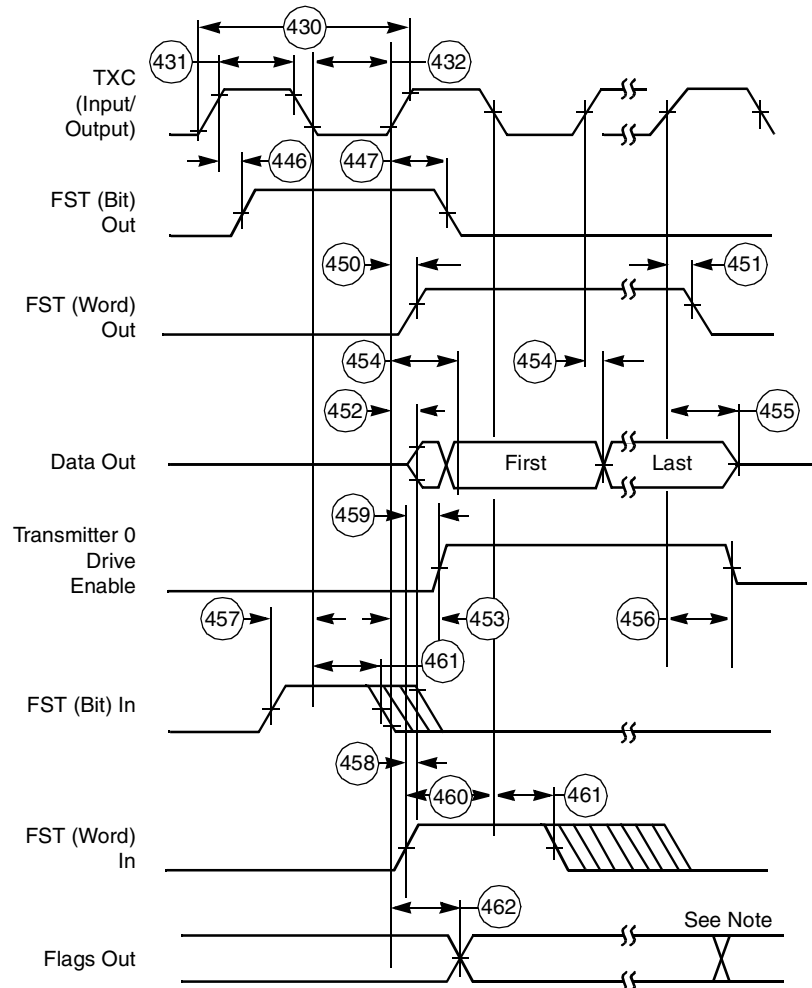 430
431
432
TXC
(Input/
Output)
446
447
FST (Bit)
Out
450
451
FST (Word)
Out
454
454
452
455
Data Out
First
Last
459
Transmitter 0
Drive
Enable
457
453
456
461
FST (Bit) In
458
460
461
FST (Word)
In
462
See Note
Flags Out